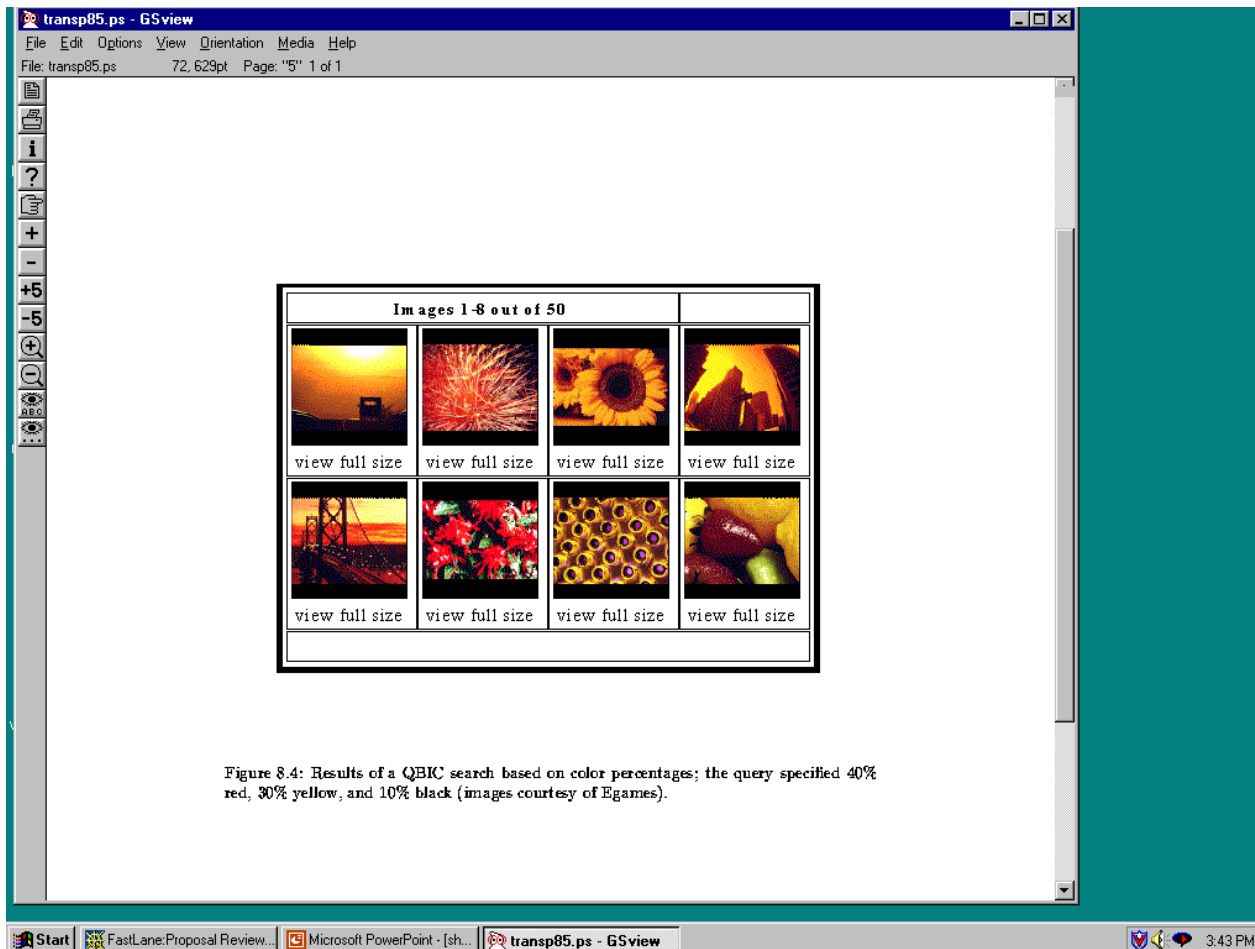 transp85.ps - GSview
File Edit Options View Orientation Media Help
File: transp85.ps 72, 629pt Page: "5" 1 of 1
i
?
+
-
+5
-5
ABC
Images 1-8 out of 50
view full size view full size view full size view full size
view full size view full size view full size view full size
Figure 8.4: Results of a QBIC search based on color percentages; the query specified 40%
red, 30% yellow, and 10% black (images courtesy of Egames).
Start FastLane:Proposal Review... Microsoft PowerPoint - [sh... transp85.ps - GSview 3:43 PM